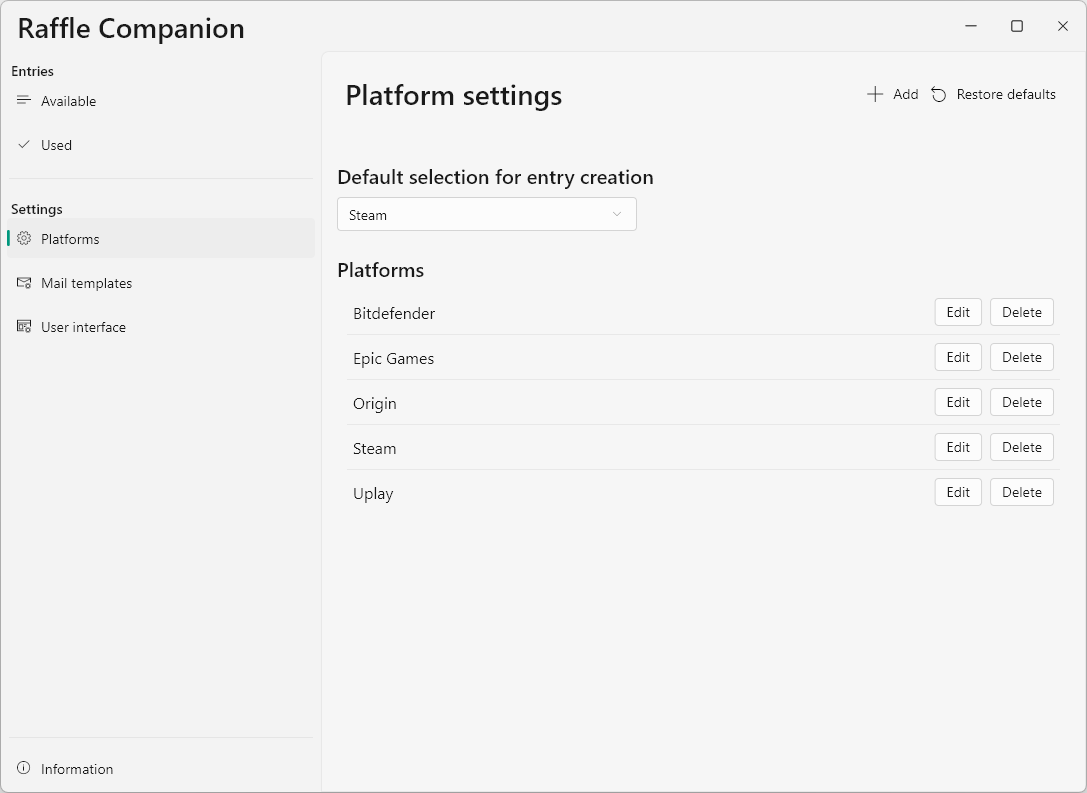 Raffle Companion
Entries
Available
Used
Settings
Platforms
Mail templates
User interface
Information
Platform settings
Add Restore defaults
Default selection for entry creation
Steam
Platforms
Bitdefender Edit Delete
Epic Games Edit Delete
Origin Edit Delete
Steam Edit Delete
Uplay Edit Delete